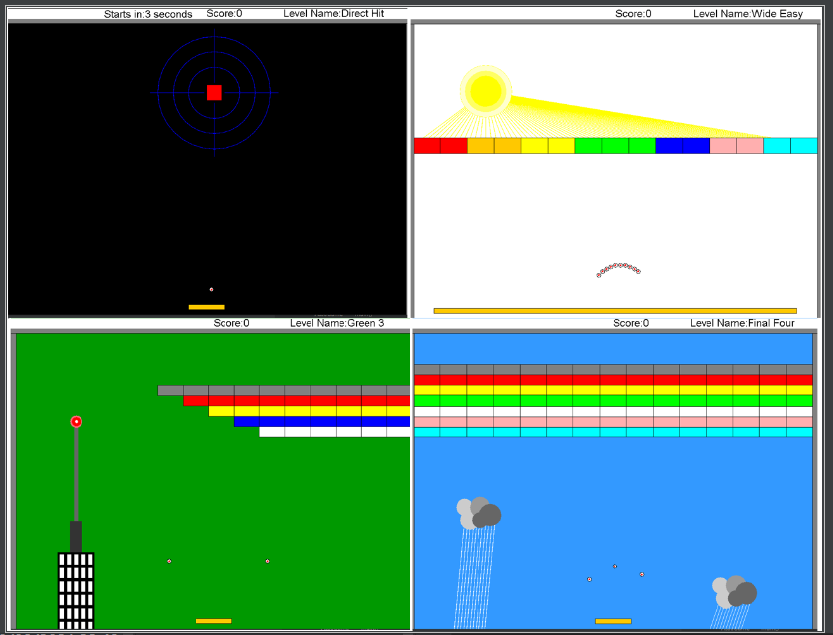 Starts in:3 seconds Score:0 Level Name:Direct Hit
Score:0 Level Name:Wide Easy
Score:0 Level Name:Green 3
Score:0 Level Name:Final Four